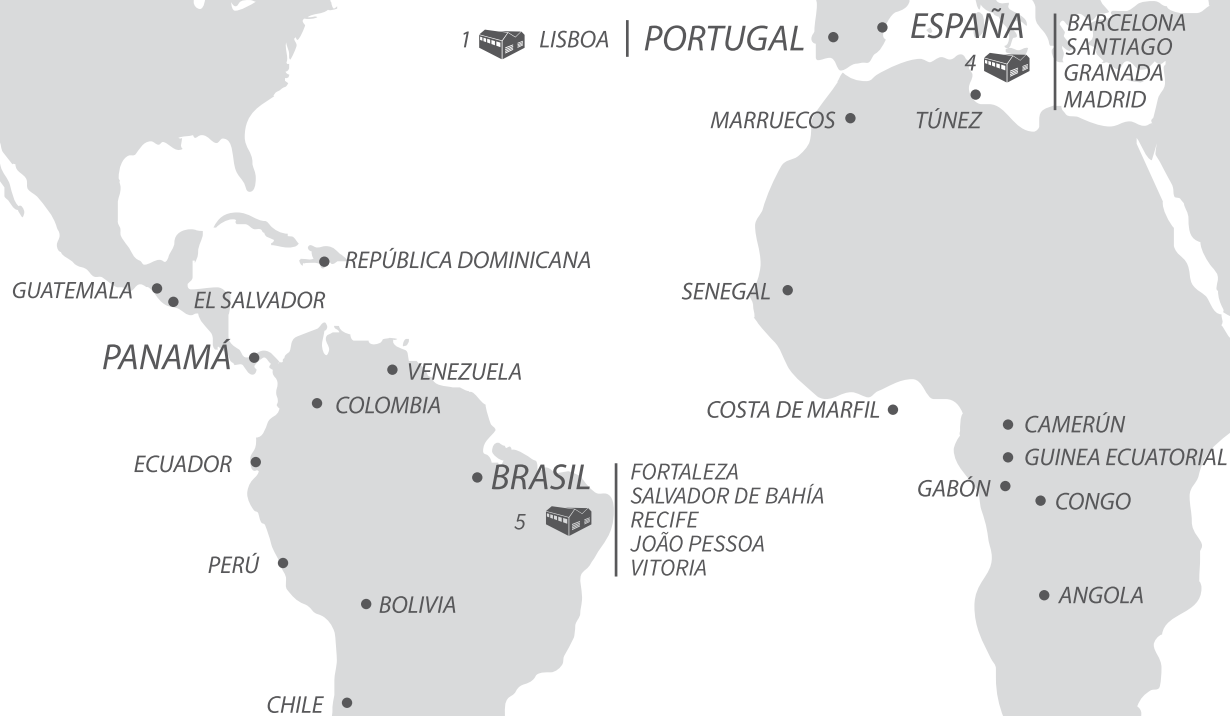 1 LISBOA PORTUGAL
ESPAÑA
4
BARCELONA
SANTIAGO
GRANADA
MADRID
MARRUECOS
TÚNEZ
REPÚBLICA DOMINICANA
GUATEMALA
EL SALVADOR
SENEGAL
PANAMÁ
VENEZUELA
COLOMBIA
COSTA DE MARFIL
CAMERÚN
ECUADOR
GUINEA ECUATORIAL
BRASIL
5
FORTALEZA
SALVADOR DE BAHÍA
RECIFE
JOÃO PESSOA
VITORIA
GABÓN
CONGO
PERÚ
BOLIVIA
ANGOLA
CHILE